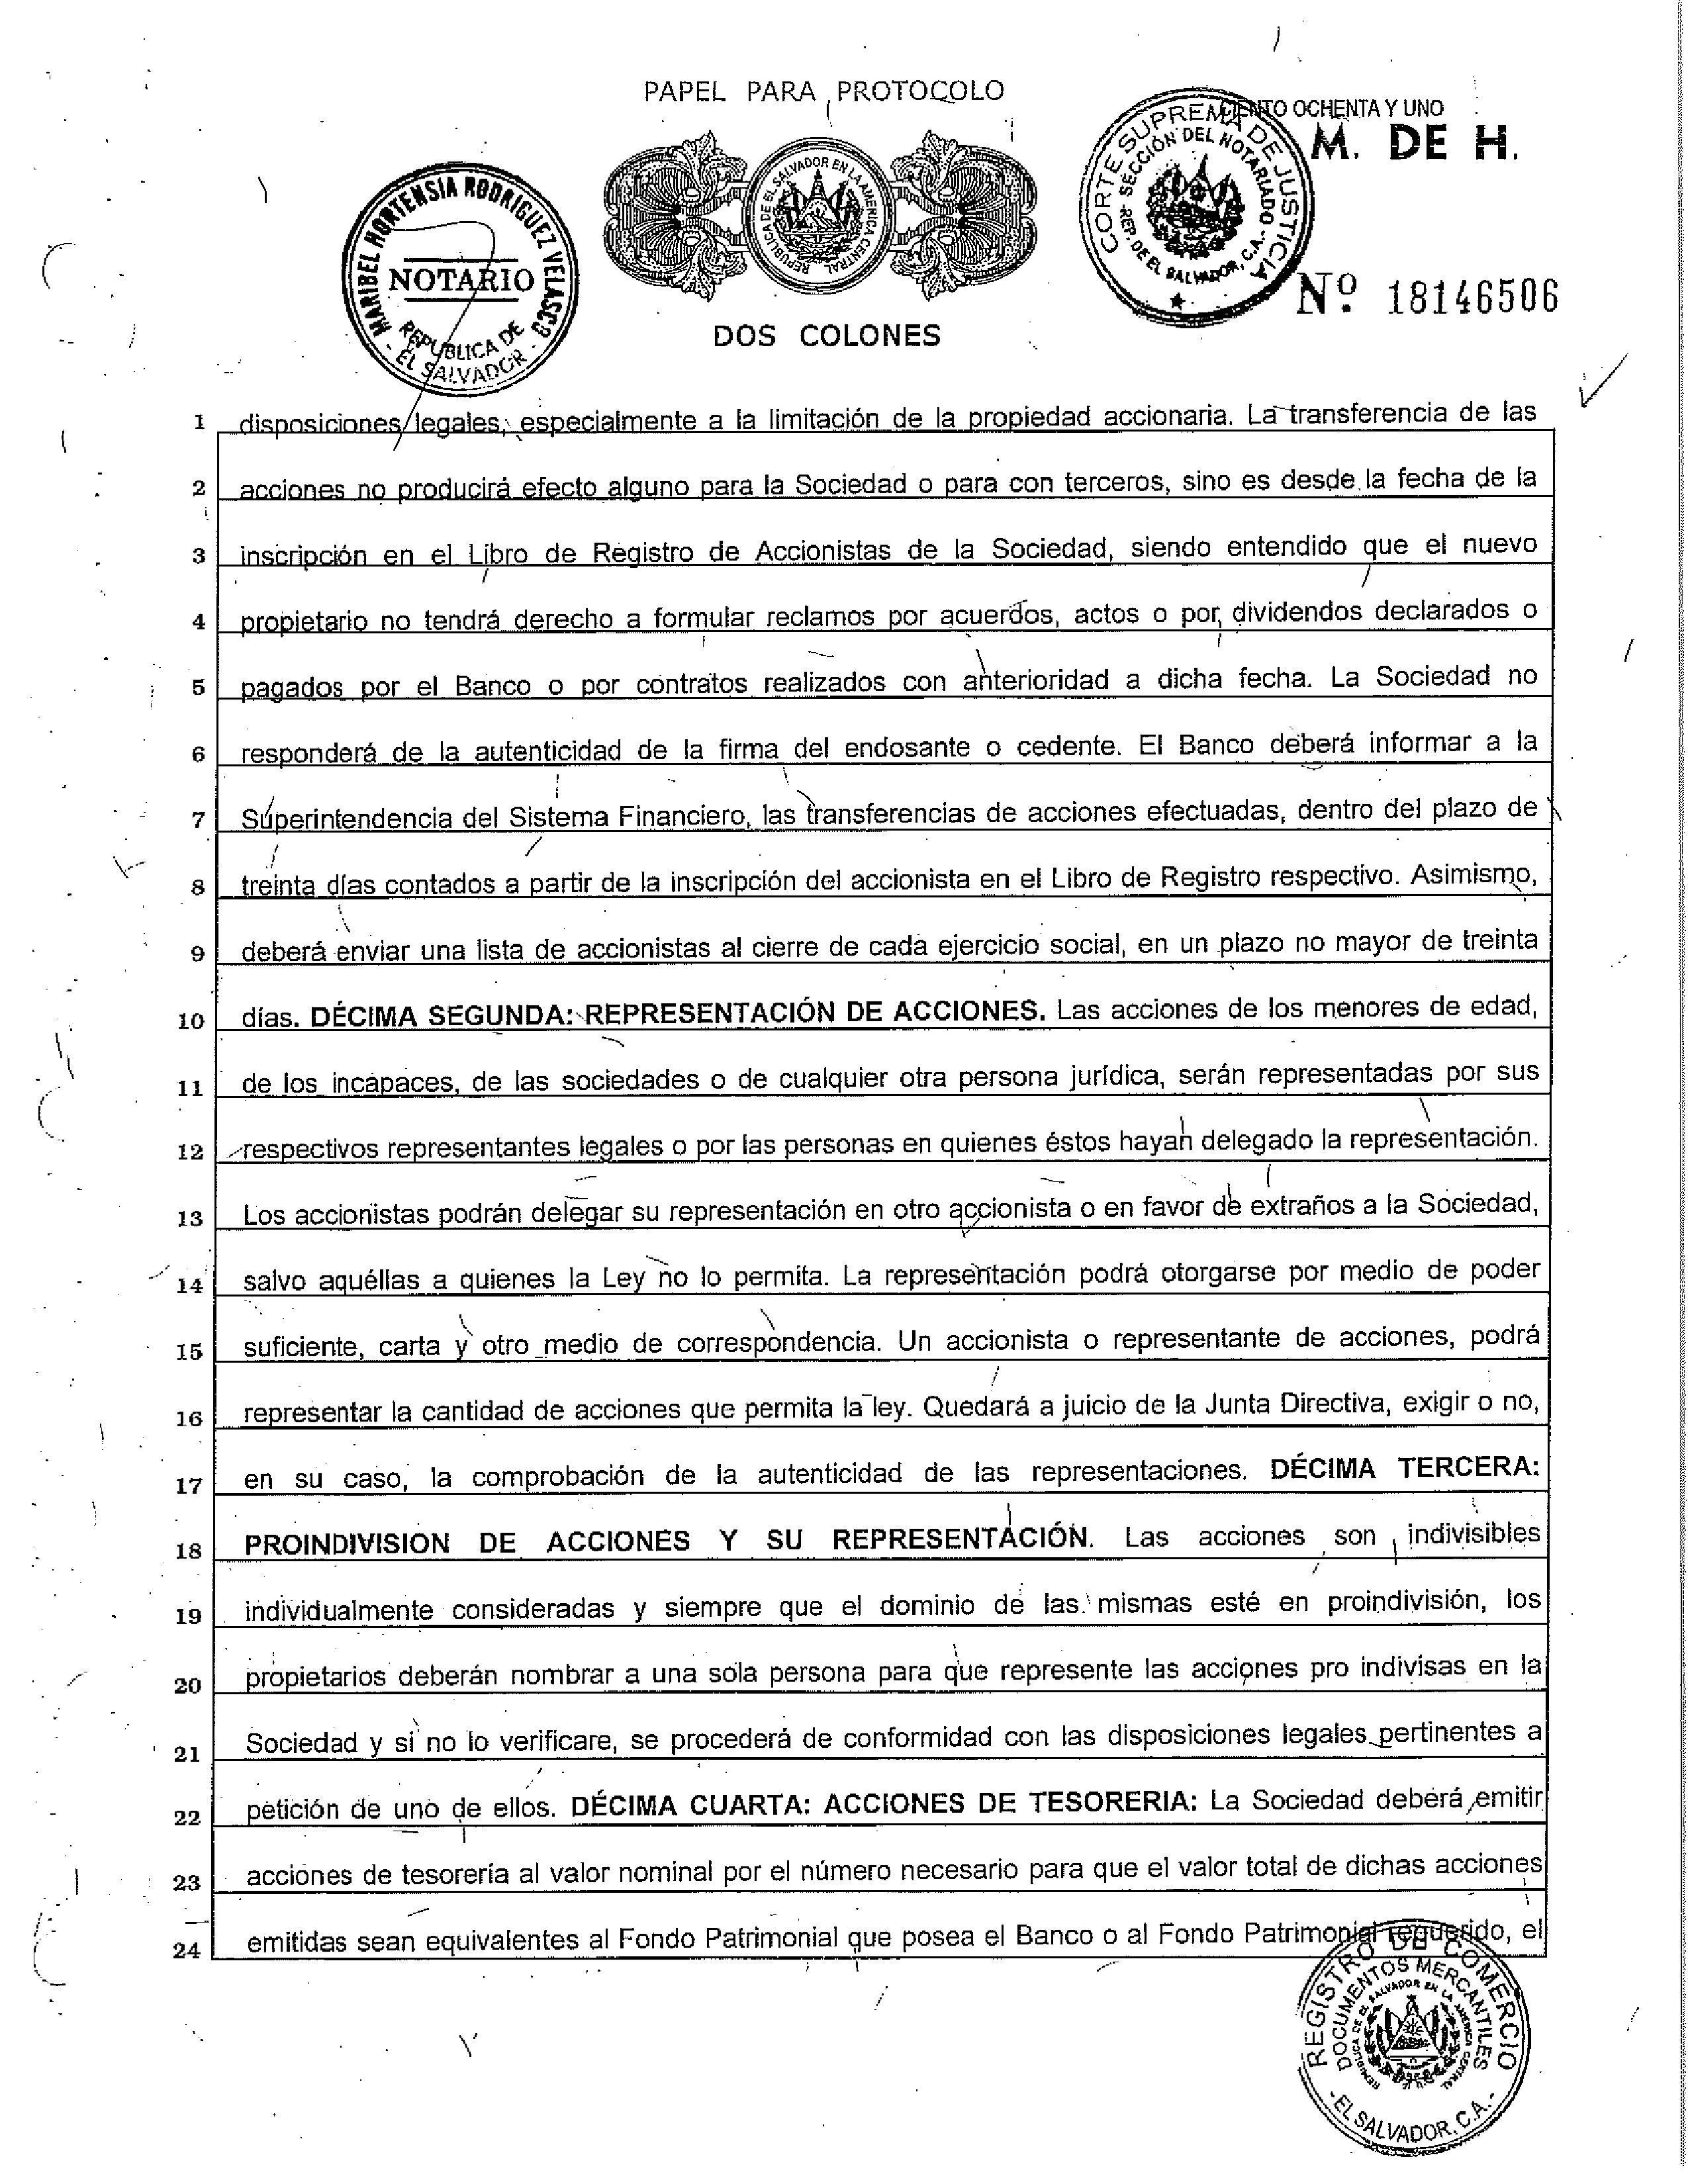 PAPEL PARA PROTOCOLO
CIENTO OCHENTA Y UNO
M. DE H.
CORTE SUPREMA DE JUSTICIA
SECCIÓN DEL NOTARIADO
REP. DE EL SALVADOR, C.A.
REPUBLICA DE EL SALVADOR EN LA AMERICA CENTRAL
MARIBEL HORTENSIA RODRIGUEZ VELASCO
NOTARIO
REPUBLICA DE
EL SALVADOR
Nº 18146506
DOS COLONES
1 disposiciones legales, especialmente a la limitación de la propiedad accionaria. La transferencia de las
2 acciones no producirá efecto alguno para la Sociedad o para con terceros, sino es desde la fecha de la
3 inscripción en el Libro de Registro de Accionistas de la Sociedad, siendo entendido que el nuevo
4 propietario no tendrá derecho a formular reclamos por acuerdos, actos o por dividendos declarados o
5 pagados por el Banco o por contratos realizados con anterioridad a dicha fecha. La Sociedad no
6 responderá de la autenticidad de la firma del endosante o cedente. El Banco deberá informar a la
7 Superintendencia del Sistema Financiero, las transferencias de acciones efectuadas, dentro del plazo de
8 treinta días contados a partir de la inscripción del accionista en el Libro de Registro respectivo. Asimismo,
9 deberá enviar una lista de accionistas al cierre de cada ejercicio social, en un plazo no mayor de treinta
10 días. DÉCIMA SEGUNDA: REPRESENTACIÓN DE ACCIONES. Las acciones de los menores de edad,
11 de los incapaces, de las sociedades o de cualquier otra persona jurídica, serán representadas por sus
12 respectivos representantes legales o por las personas en quienes éstos hayan delegado la representación.
13 Los accionistas podrán delegar su representación en otro accionista o en favor de extraños a la Sociedad,
14 salvo aquéllas a quienes la Ley no lo permita. La representación podrá otorgarse por medio de poder
15 suficiente, carta y otro medio de correspondencia. Un accionista o representante de acciones, podrá
16 representar la cantidad de acciones que permita la ley. Quedará a juicio de la Junta Directiva, exigir o no,
17 en su caso, la comprobación de la autenticidad de las representaciones. DÉCIMA TERCERA:
18 PROINDIVISION DE ACCIONES Y SU REPRESENTACIÓN. Las acciones son indivisibles
19 individualmente consideradas y siempre que el dominio de las mismas esté en proindivisión, los
20 propietarios deberán nombrar a una sola persona para que represente las acciones pro indivisas en la
21 Sociedad y si no lo verificare, se procederá de conformidad con las disposiciones legales pertinentes a
22 petición de uno de ellos. DÉCIMA CUARTA: ACCIONES DE TESORERIA: La Sociedad deberá emitir
23 acciones de tesorería al valor nominal por el número necesario para que el valor total de dichas acciones
24 emitidas sean equivalentes al Fondo Patrimonial que posea el Banco o al Fondo Patrimonial requerido, el
REGISTRO DE COMERCIO
DOCUMENTOS MERCANTILES
REPUBLICA DE EL SALVADOR EN LA AMERICA CENTRAL
EL SALVADOR, C.A.